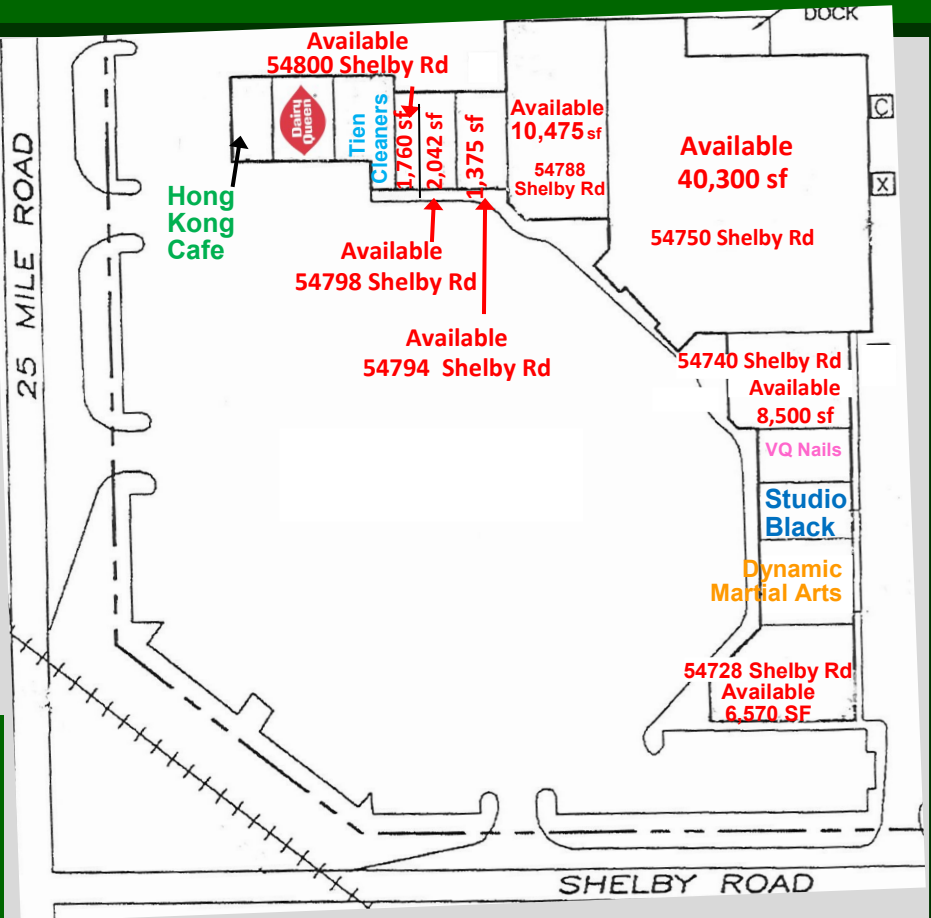 DOCK
Available
54800 Shelby Rd
Dairy
Queen
Tien
Cleaners
1,760 sf
2,042 sf
1,375 sf
Available
10,475 sf
54788
Shelby Rd
Available
40,300 sf
54750 Shelby Rd
C
X
Hong
Kong
Cafe
25 MILE ROAD
Available
54798 Shelby Rd
Available
54794 Shelby Rd
54740 Shelby Rd
Available
8,500 sf
VQ Nails
Studio
Black
Dynamic
Martial Arts
54728 Shelby Rd
Available
6,570 SF
SHELBY ROAD